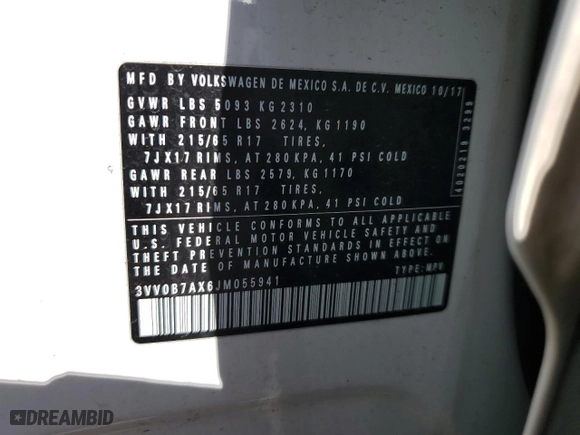 MFD BY VOLKSWAGEN DE MEXICO S.A. DE C.V. MEXICO 10/17
GVWR LBS 5093 KG 2310
GAWR FRONT LBS 2624, KG 1190
WITH 215/65 R17 TIRES,
7JX17 RIMS, AT 280 KPA, 41 PSI COLD
GAWR REAR LBS 2579, KG 1170
WITH 215/65 R17 TIRES,
7JX17 RIMS, AT 280 KPA, 41 PSI COLD
THIS VEHICLE CONFORMS TO ALL APPLICABLE
U.S. FEDERAL MOTOR VEHICLE SAFETY AND
THEFT PREVENTION STANDARDS IN EFFECT ON
THE DATE OF MANUFACTURE SHOWN ABOVE.
3VV0B7AX6JM055941 TYPE: MPV
4020219 3295
DREAMBID